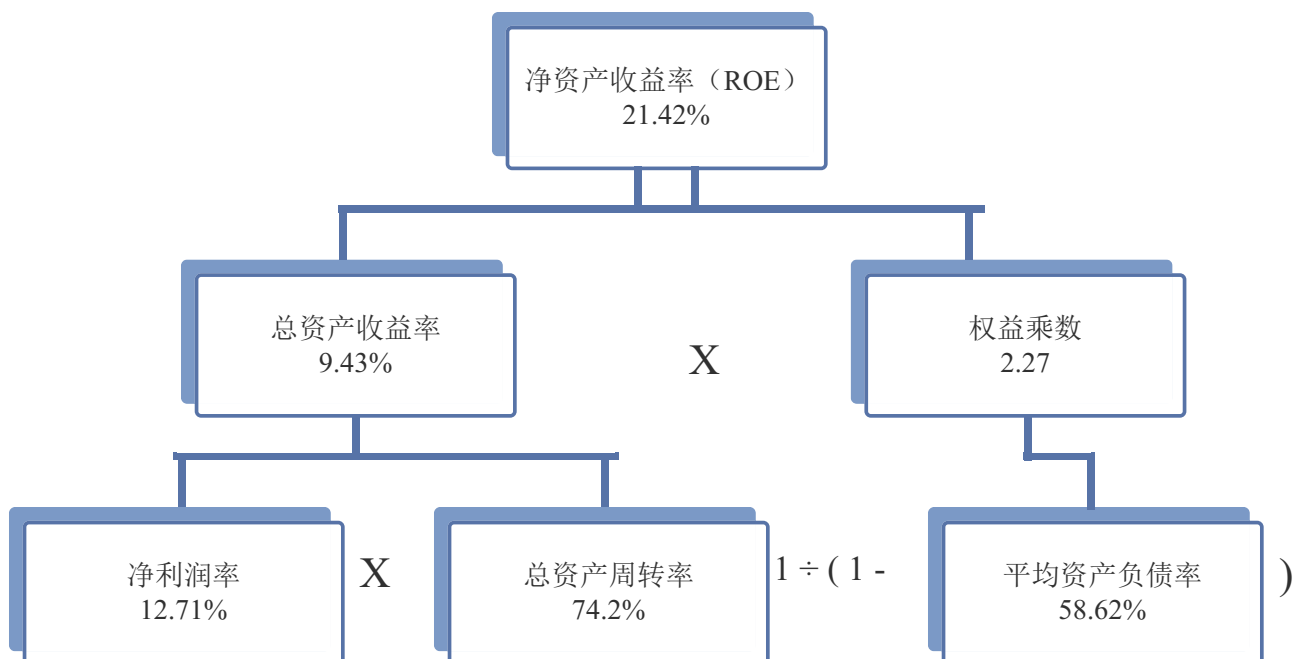 净资产收益率（ROE）
21.42%
总资产收益率
9.43%
X
权益乘数
2.27
净利润率
12.71%
X
总资产周转率
74.2%
1 ÷ ( 1 -
平均资产负债率
58.62%
)